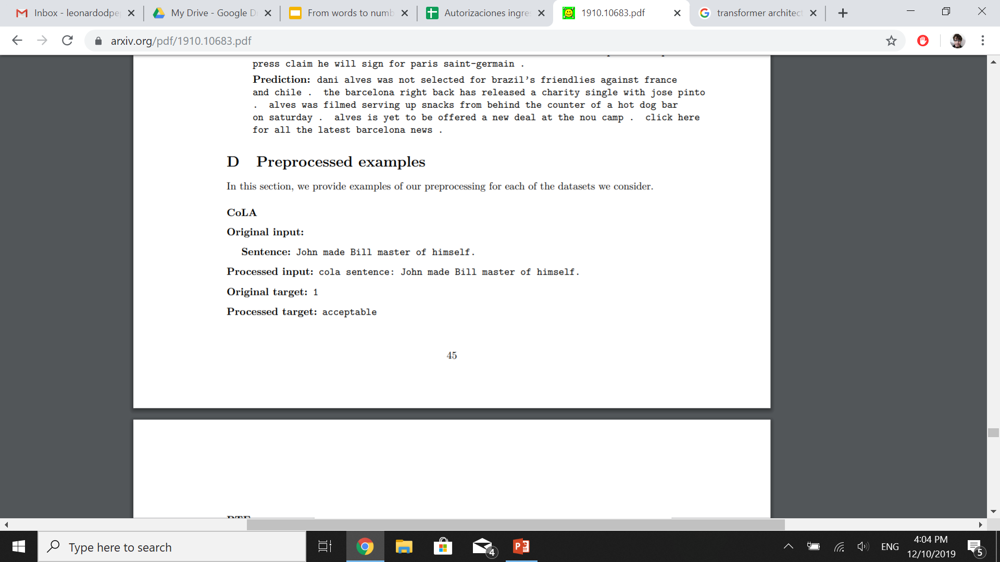 Inbox - leonardodpe
My Drive - Google D
From words to numb
Autorizaciones ingre
1910.10683.pdf
transformer architect
arxiv.org/pdf/1910.10683.pdf
press claim he will sign for paris saint-germain .
Prediction: dani alves was not selected for brazil's friendlies against france
and chile . the barcelona right back has released a charity single with jose pinto
. alves was filmed serving up snacks from behind the counter of a hot dog bar
on saturday . alves is yet to be offered a new deal at the nou camp . click here
for all the latest barcelona news .
D Preprocessed examples
In this section, we provide examples of our preprocessing for each of the datasets we consider.
CoLA
Original input:
Sentence: John made Bill master of himself.
Processed input: cola sentence: John made Bill master of himself.
Original target: 1
Processed target: acceptable
45
Type here to search
4
ENG
4:04 PM
12/10/2019
5